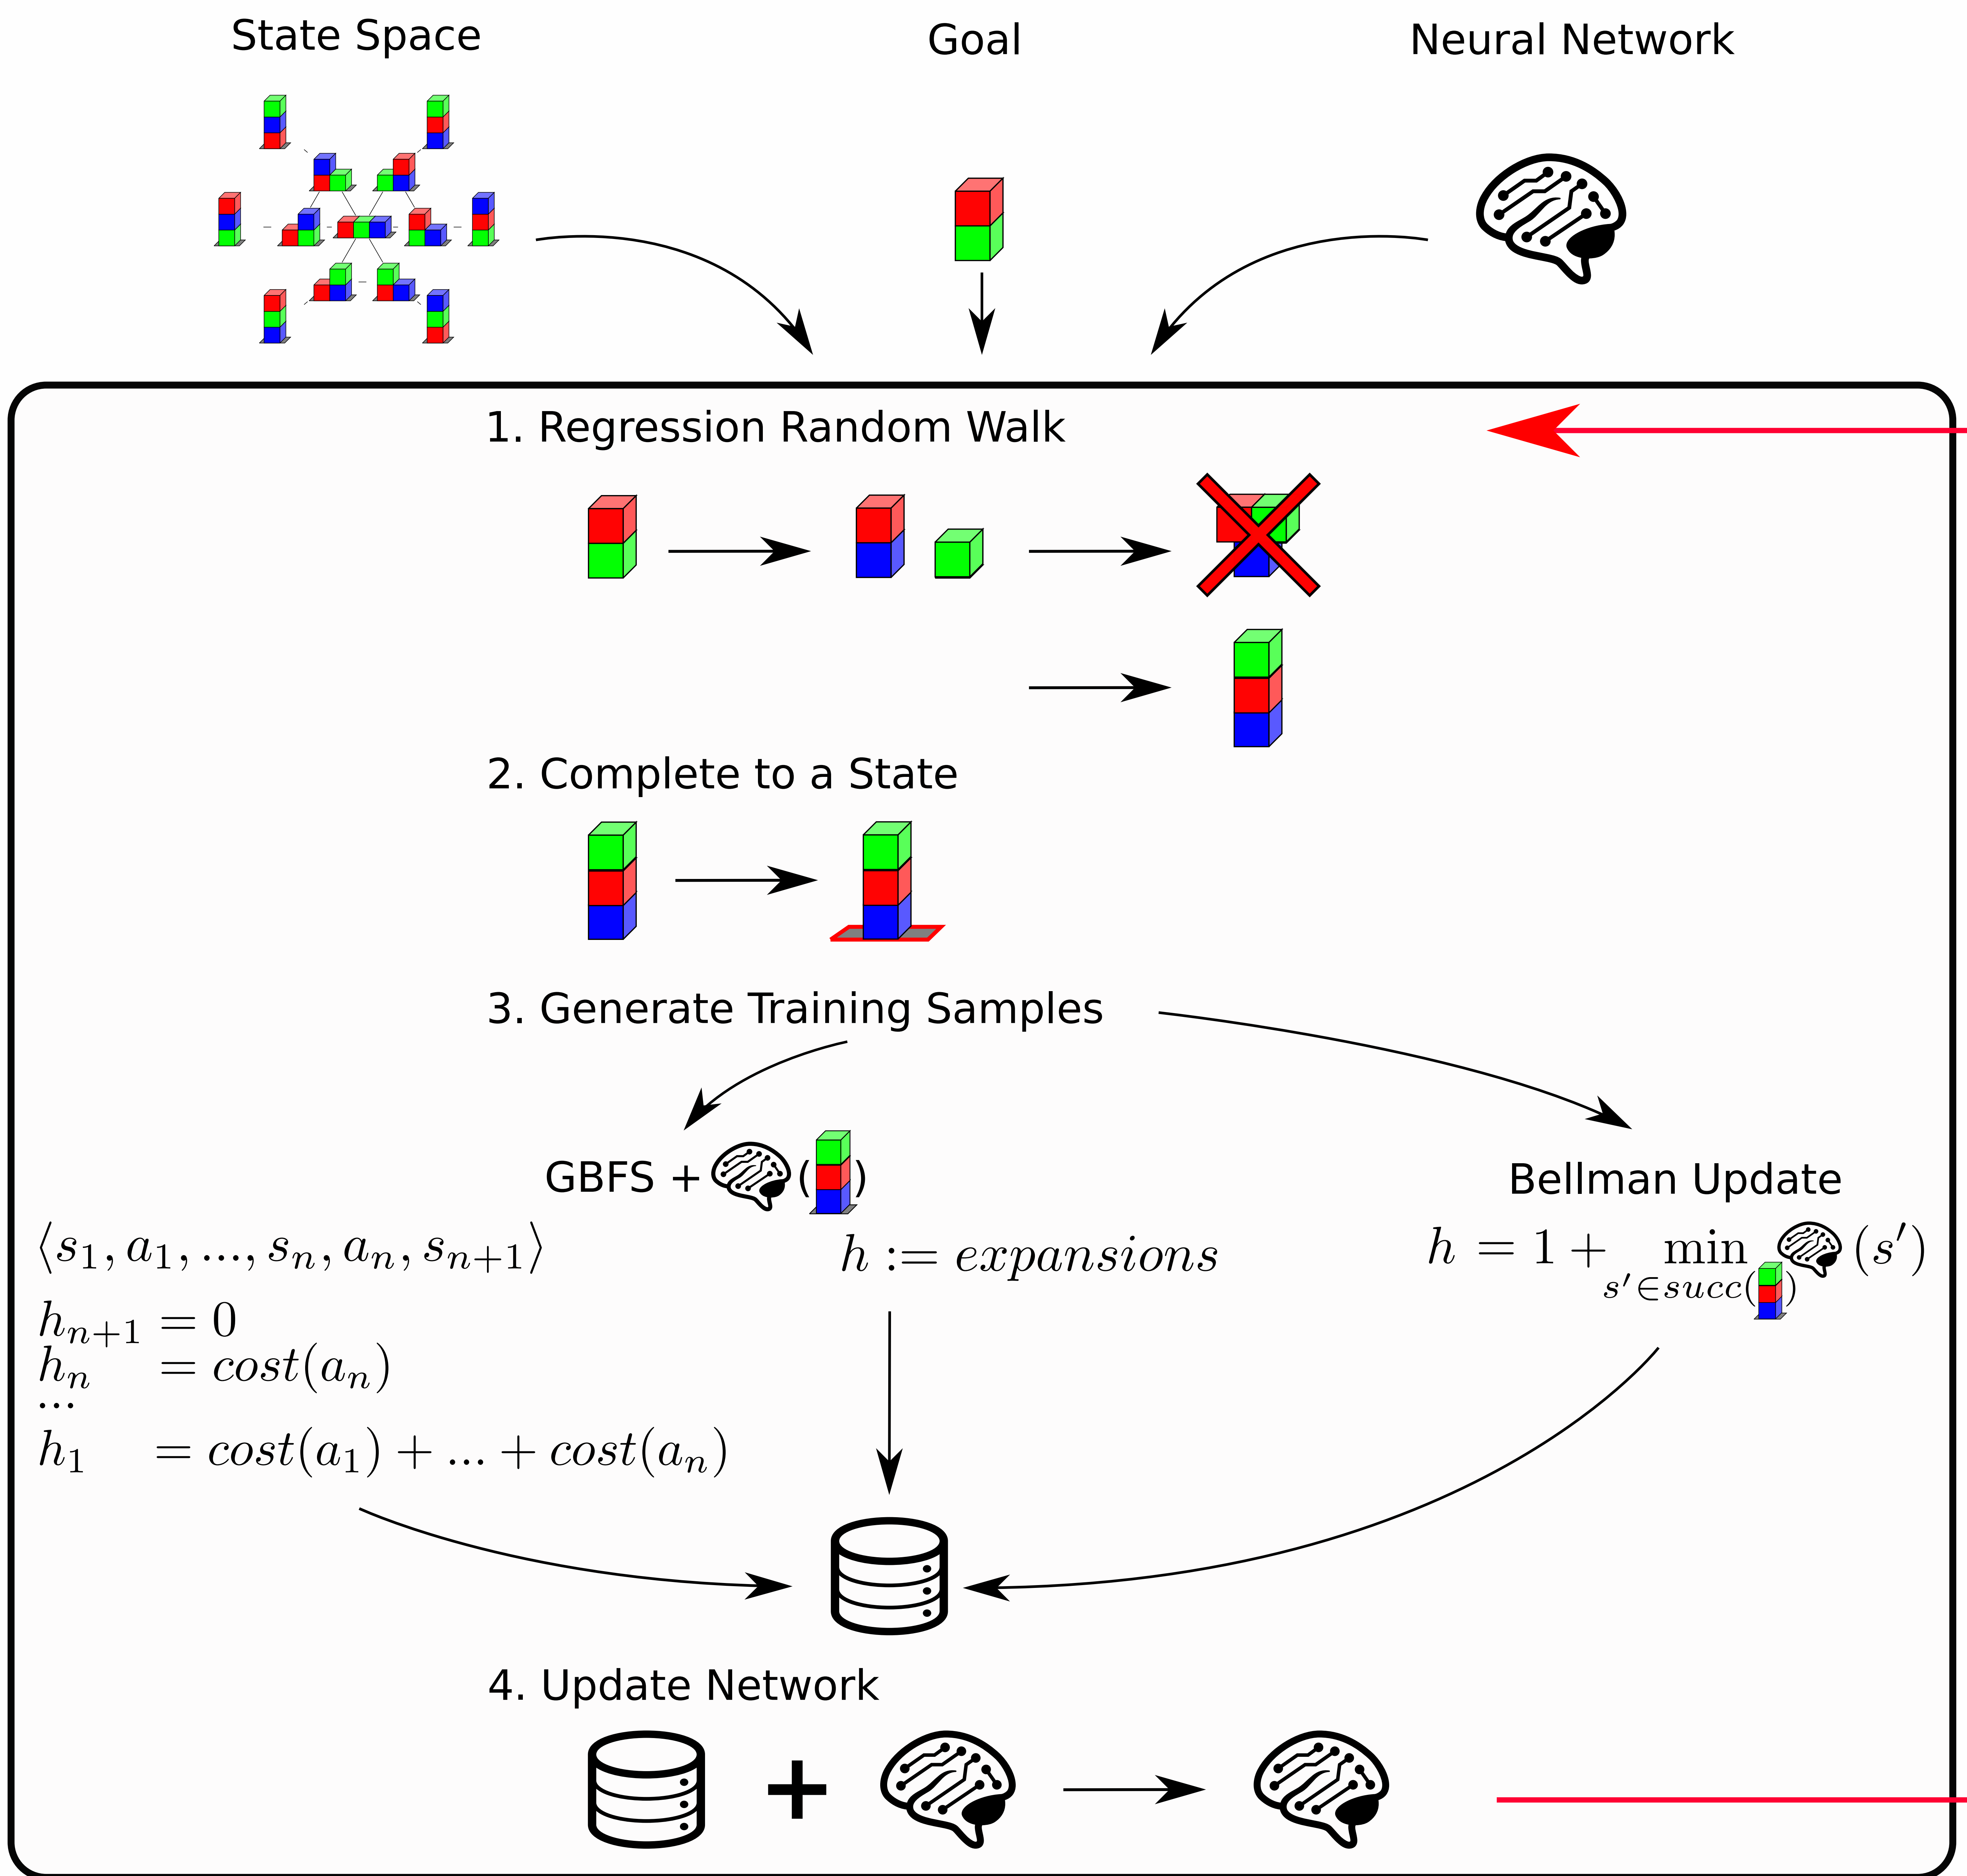 State Space
Goal
Neural Network
1. Regression Random Walk
2. Complete to a State
3. Generate Training Samples
GBFS + ( )
Bellman Update
⟨s₁, a₁, ..., sₙ, aₙ, sₙ₊₁⟩
h := expansions
h = 1 + min (s′)
s′∈succ( )
hₙ₊₁ = 0
hₙ = cost(aₙ)
...
h₁ = cost(a₁) + ... + cost(aₙ)
4. Update Network
+